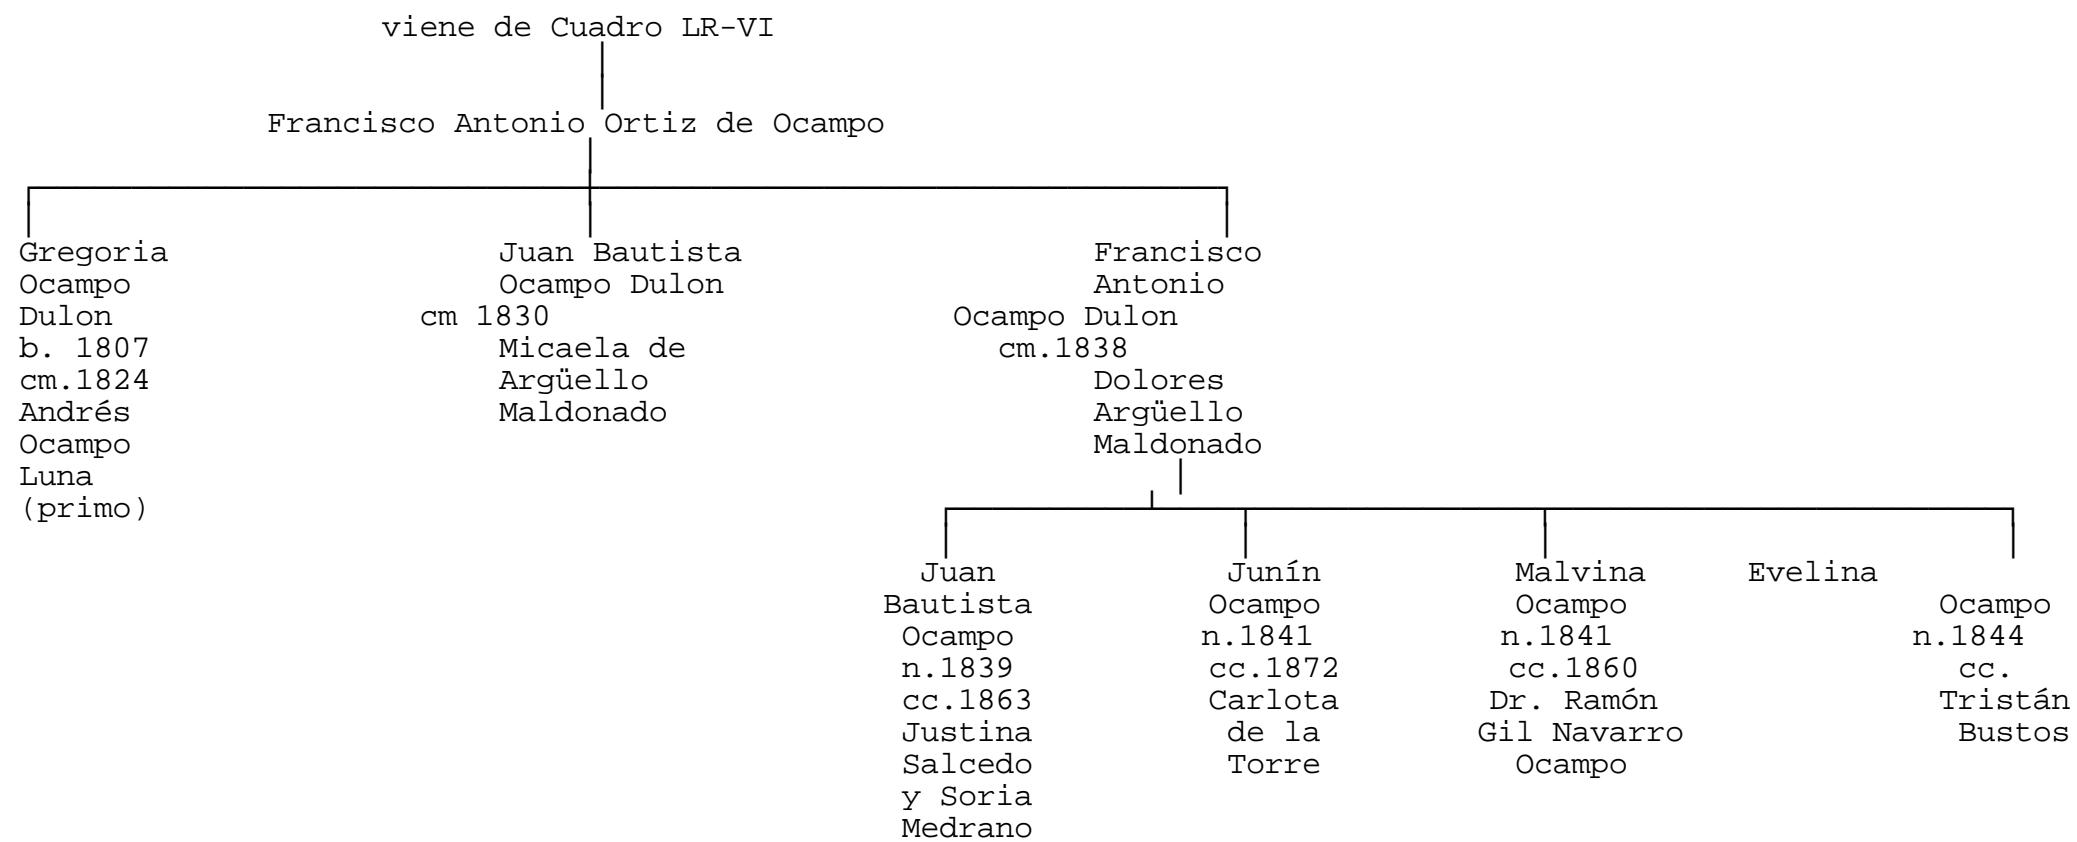 viene de Cuadro LR-VI
Francisco Antonio Ortiz de Ocampo
Gregoria
Ocampo
Dulon
b. 1807
cm.1824
Andrés
Ocampo
Luna
(primo)
Juan Bautista
Ocampo Dulon
cm 1830
Micaela de
Argüello
Maldonado
Francisco
Antonio
Ocampo Dulon
cm.1838
Dolores
Argüello
Maldonado
Juan
Bautista
Ocampo
n.1839
cc.1863
Justina
Salcedo
y Soria
Medrano
Junín
Ocampo
n.1841
cc.1872
Carlota
de la
Torre
Malvina
Ocampo
n.1841
cc.1860
Dr. Ramón
Gil Navarro
Ocampo
Evelina
Ocampo
n.1844
cc.
Tristán
Bustos